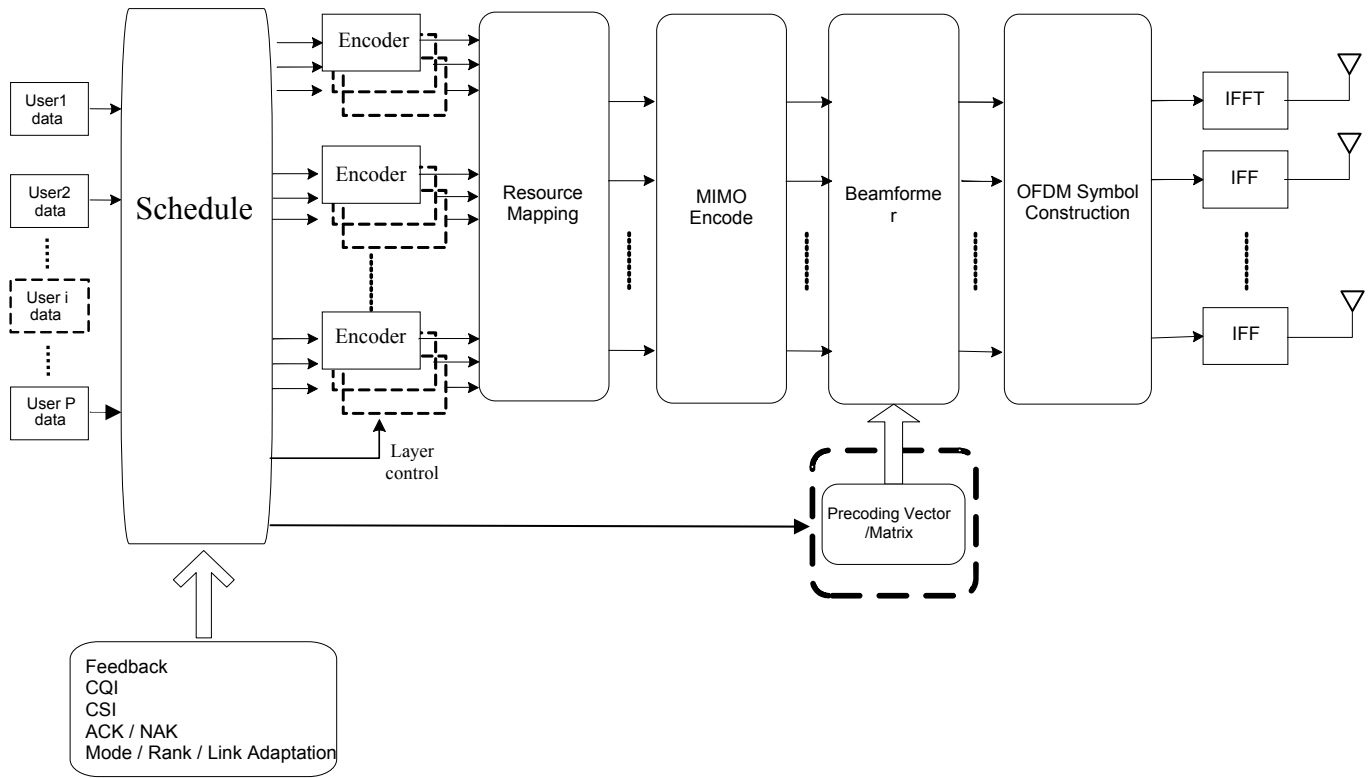 User1
data
User2
data
User i
data
User P
data
Schedule
Encoder
Encoder
Encoder
Layer
control
Resource
Mapping
MIMO
Encode
Beamforme
r
Precoding Vector
/Matrix
OFDM Symbol
Construction
IFFT
IFF
IFF
Feedback
CQI
CSI
ACK / NAK
Mode / Rank / Link Adaptation